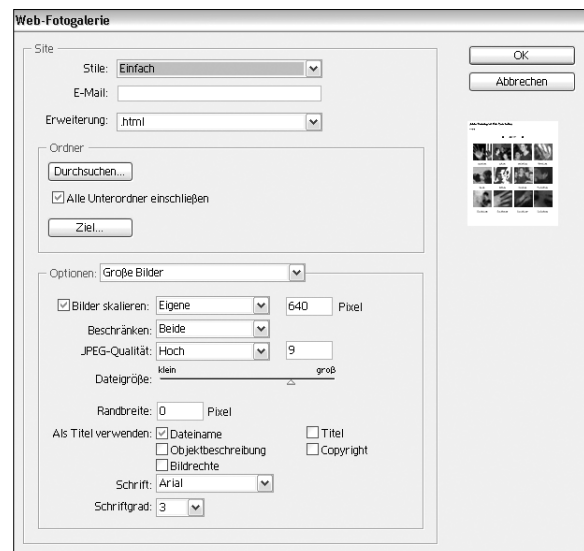 Web-Fotogalerie
Site
Stile: Einfach
E-Mail:
Erweiterung: .html
Ordner
Durchsuchen...
Alle Unterordner einschließen
Ziel...
OK
Abbrechen
Optionen: Große Bilder
Bilder skalieren: Eigene 640 Pixel
Beschränken: Beide
JPEG-Qualität: Hoch 9
klein groß
Dateigröße:
Randbreite: 0 Pixel
Als Titel verwenden: Dateiname Titel
Objektbeschreibung Copyright
Bildrechte
Schrift: Arial
Schriftgrad: 3